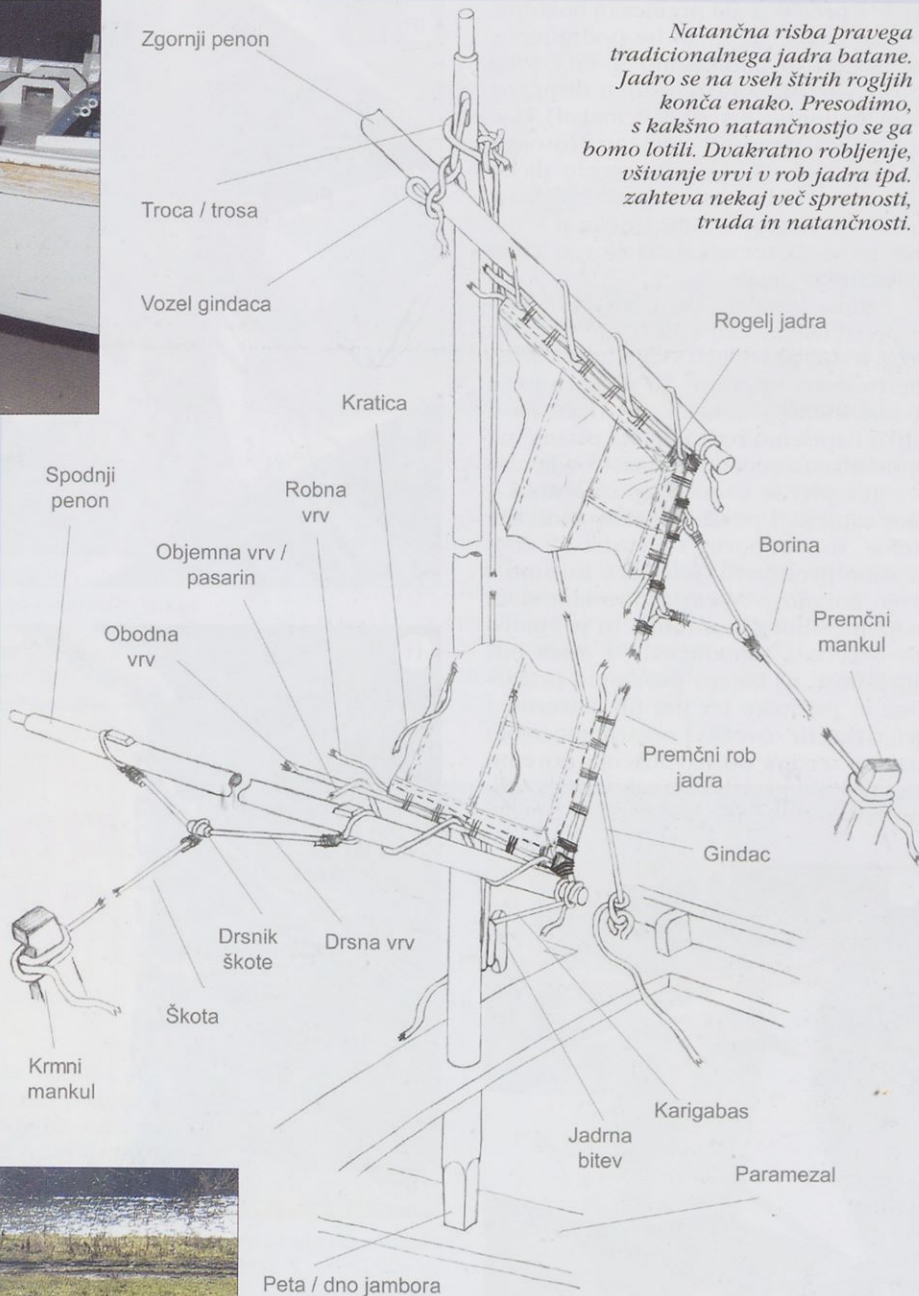 Zgornji penon
Natančna risba pravega
tradicionalnega jadra batane.
Jadro se na vseh štirih rogljih
konča enako. Presodimo,
s kakšno natančnostjo se ga
bomo lotili. Dvakratno robljenje,
všivanje vrvi v rob jadra ipd.
zahteva nekaj več spretnosti,
truda in natančnosti.
Troca / trosa
Vozel gindaca
Rogelj jadra
Kratica
Spodnji
penon
Robna
vrv
Objemna vrv /
pasarin
Borina
Obodna
vrv
Premčni
mankul
Premčni rob
jadra
Gindac
Drsnik
škote
Drsna vrv
Škota
Krmni
mankul
Karigabas
Jadrna
bitev
Paramezal
Peta / dno jambora